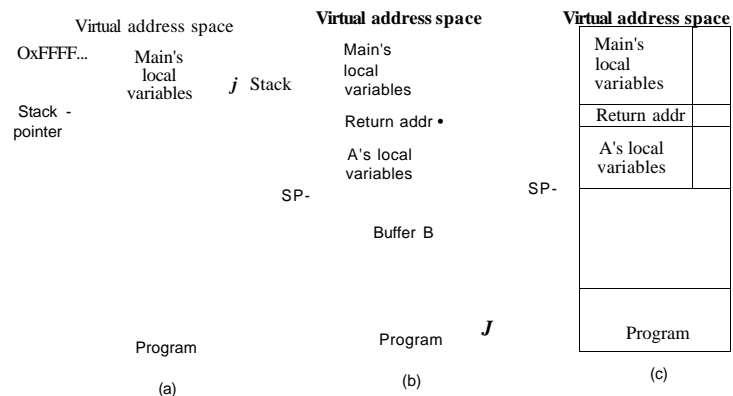 Virtual address space
OxFFFF...
Main's
local
variables
j Stack
Stack -
pointer
Program
(a)
Virtual address space
Main's
local
variables
Return addr •
A's local
variables
SP-
Buffer B
Program
J
(b)
Virtual address space
Main's
local
variables
Return addr
A's local
variables
SP-
Program
(c)